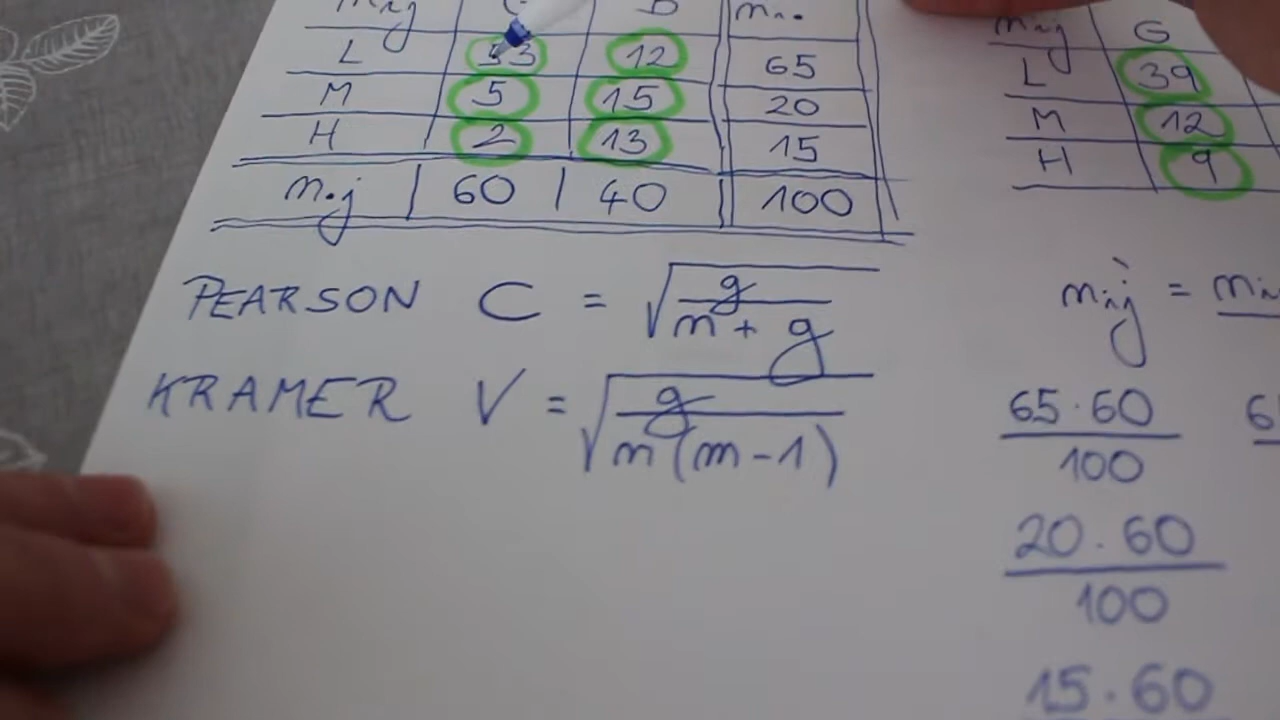 L 53 12 65
M 5 15 20
H 2 13 15
n.j 60 40 100
G
L 39
M 12
H 9
PEARSON C = √ g / n + g
KRAMER V = √ g / n (m - 1)
65 · 60 / 100
20 · 60 / 100
15 · 60